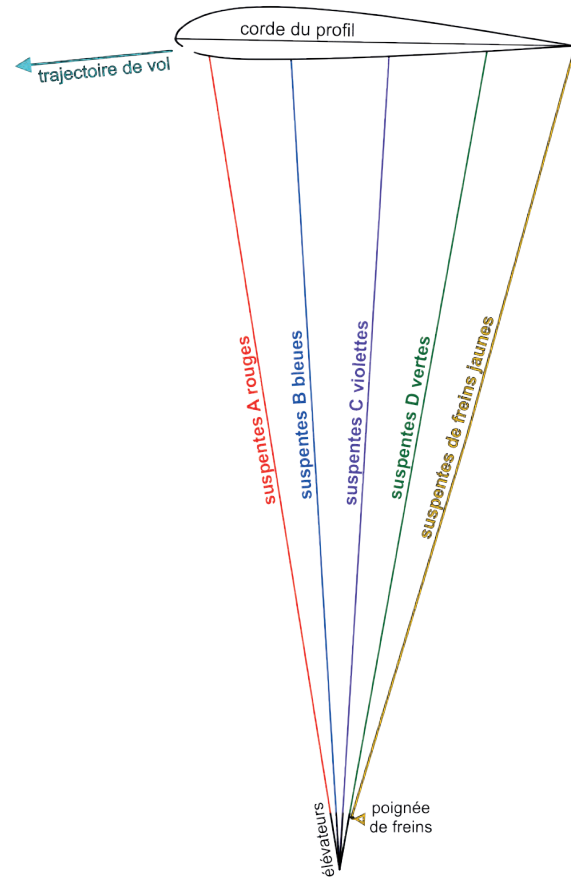 corde du profil
trajectoire de vol
suspentes A rouges
suspentes B bleues
suspentes C violettes
suspentes D vertes
suspentes de freins jaunes
élévateurs
poignée
de freins